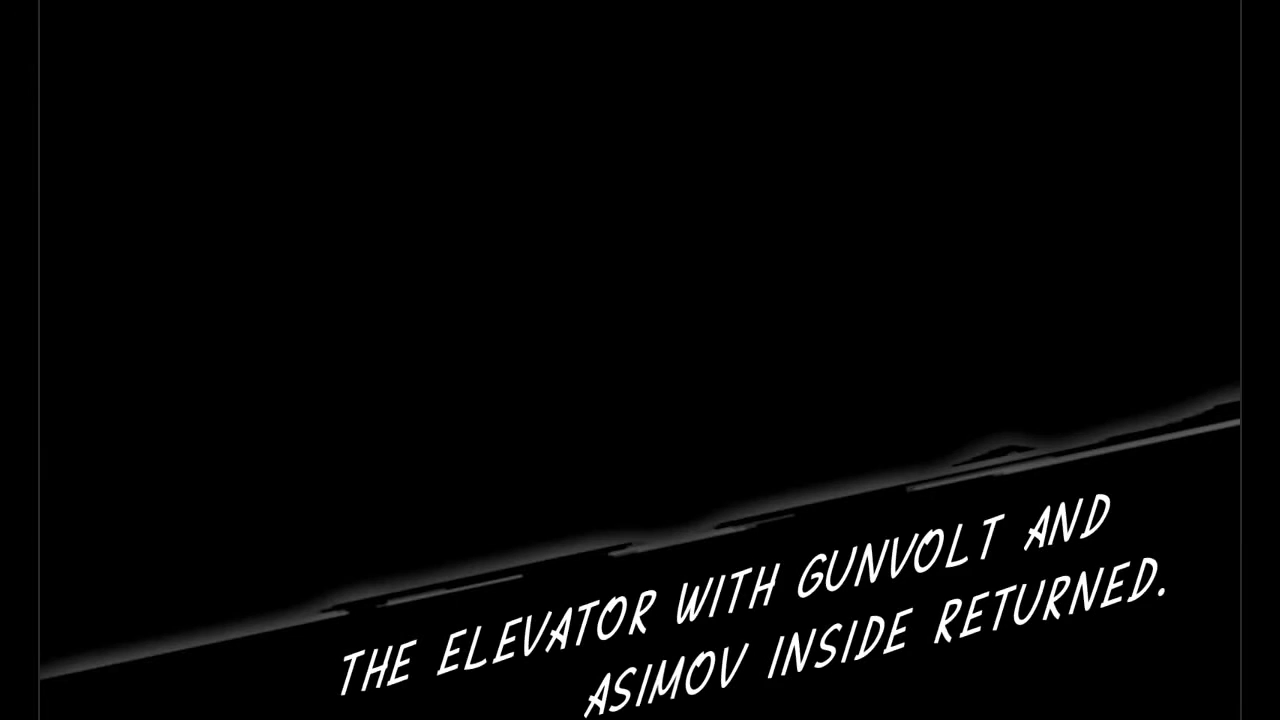 THE ELEVATOR WITH GUNVOLT AND
ASIMOV INSIDE RETURNED.